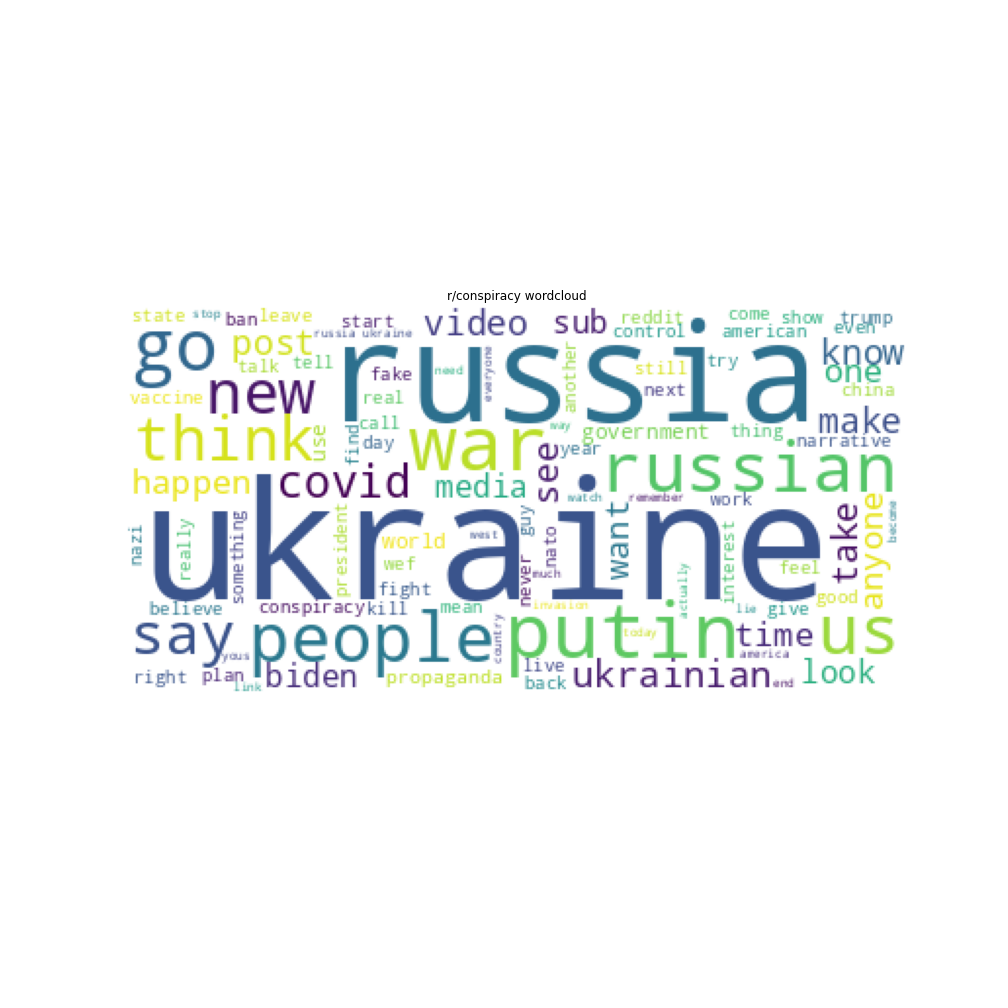 r/conspiracy wordcloud
state stop ban leave start video sub reddit come show trump
russia ukraine control american even
go post talk tell russia know
fake need everyone another still try one
vaccine new real next china
think use find call day war way government thing make
year narrative
happen covid media see russian
watch remember work
ukraine
nazi really something president world west guy nato want interest take anyone become
wef feel
fight never much actually good
believe conspiracy kill mean invasion lie give
say people country putin today time us
yous america
right plan link biden propaganda live back ukrainian end look